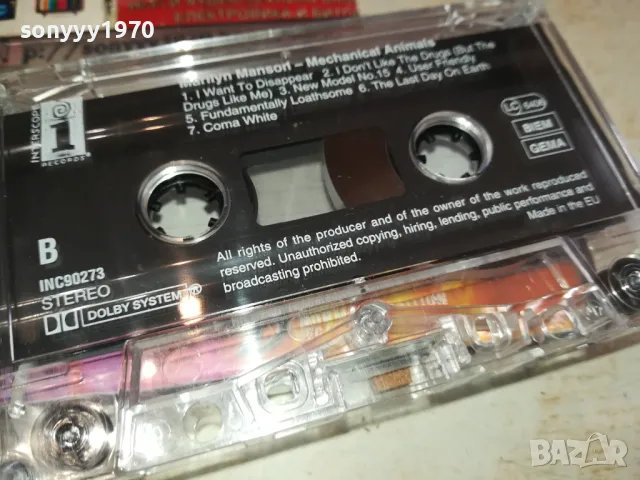 sonyyy1970
Marilyn Manson – Mechanical Animals
1. I Want To Disappear 2. I Don't Like The Drugs (But The
Drugs Like Me) 3. New Model No.15 4. User Friendly
5. Fundamentally Loathsome 6. The Last Day On Earth
7. Coma White
INTERSCOPE
RECORDS
LC 6406
BIEM
GEMA
B
INC90273
STEREO
DOLBY SYSTEM
All rights of the producer and of the owner of the work reproduced
reserved. Unauthorized copying, hiring, lending, public performance and
broadcasting prohibited.
Made in the EU
BAZAR